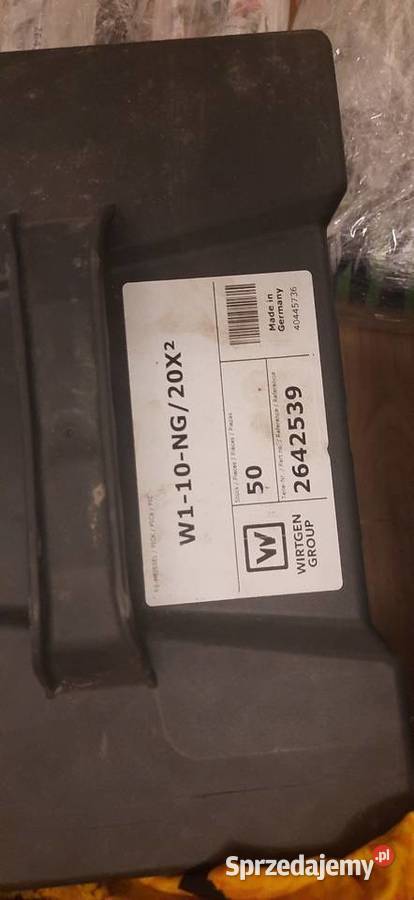 W1-10-NG/20X²
50
Made in
Germany
40445736
2642539
WIRTGEN
GROUP
Sprzedajemy.pl